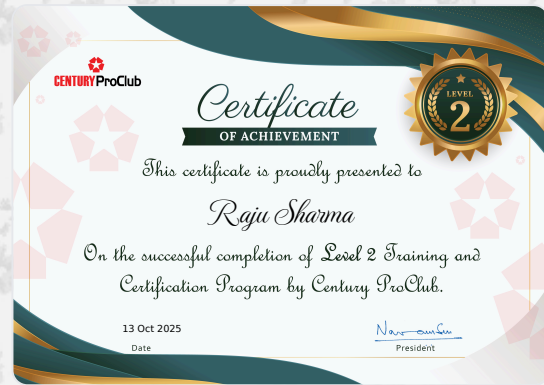 CENTURY ProClub
LEVEL
2
Certificate
OF ACHIEVEMENT
This certificate is proudly presented to
Raju Sharma
On the successful completion of Level 2 Training and
Certification Program by Century ProClub.
13 Oct 2025
Date
President